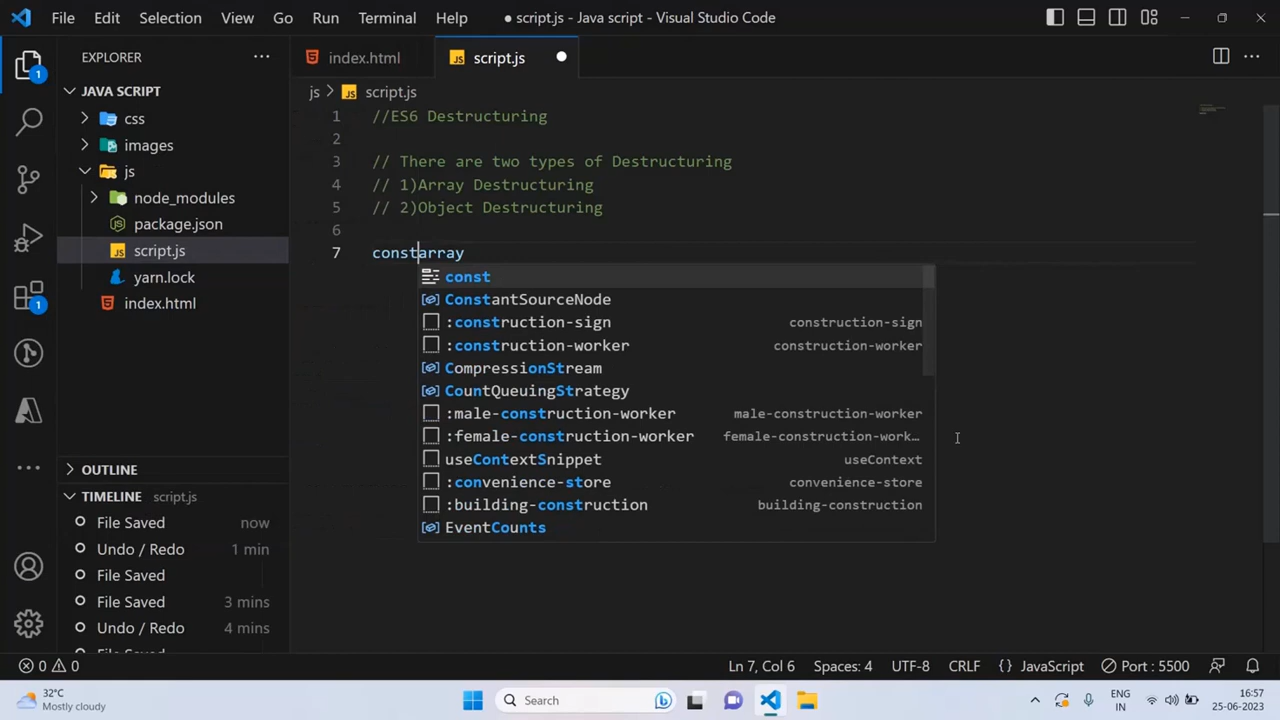 File Edit Selection View Go Run Terminal Help ● script.js - Java script - Visual Studio Code
EXPLORER
index.html
JS script.js
JAVA SCRIPT
js > JS script.js
css
images
js
node_modules
package.json
JS script.js
yarn.lock
index.html
1 //ES6 Destructuring
2
3 // There are two types of Destructuring
4 // 1)Array Destructuring
5 // 2)Object Destructuring
6
7 constarray
const
ConstantSourceNode
:construction-sign construction-sign
:construction-worker construction-worker
CompressionStream
CountQueuingStrategy
:male-construction-worker male-construction-worker
:female-construction-worker female-construction-work…
useContextSnippet useContext
:convenience-store convenience-store
:building-construction building-construction
EventCounts
1
1
OUTLINE
TIMELINE script.js
File Saved now
Undo / Redo 1 min
File Saved
File Saved 3 mins
Undo / Redo 4 mins
0 0 Ln 7, Col 6 Spaces: 4 UTF-8 CRLF {} JavaScript Port : 5500
32°C
Mostly cloudy
Search
ENG
IN
16:57
25-06-2023